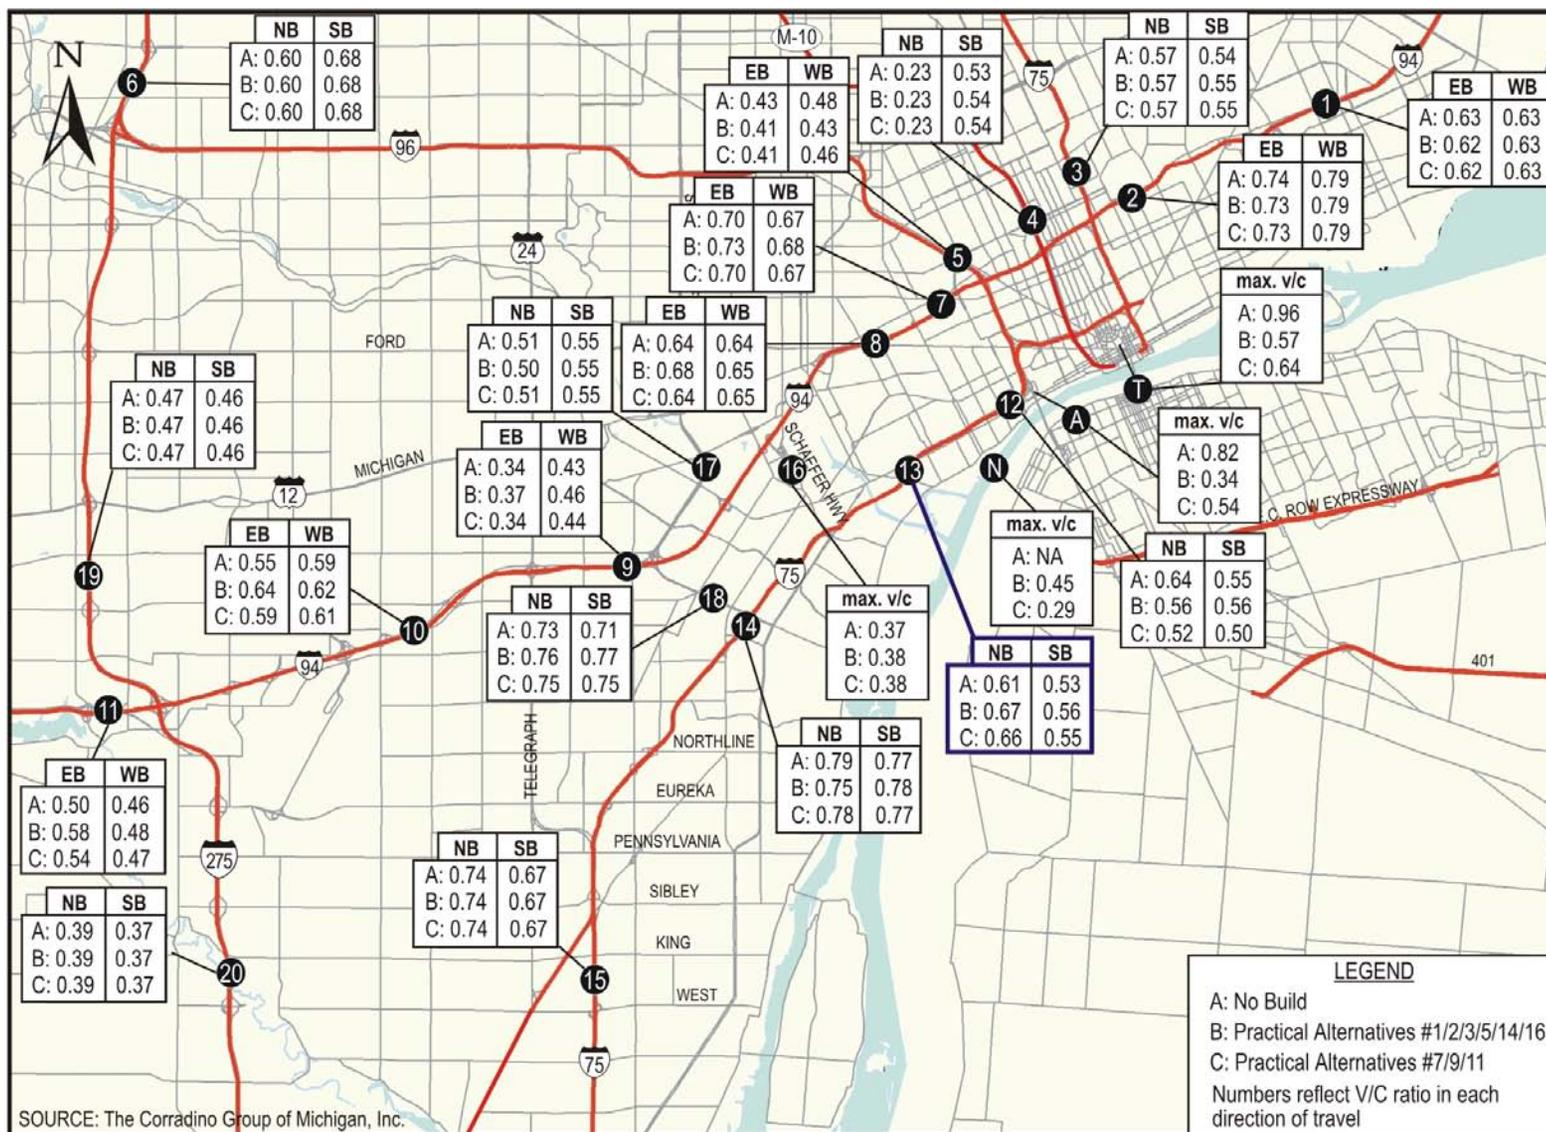 N
6
NB SB
A: 0.60 0.68
B: 0.60 0.68
C: 0.60 0.68
96
M-10
EB WB
A: 0.43 0.48
B: 0.41 0.43
C: 0.41 0.46
NB SB
A: 0.23 0.53
B: 0.23 0.54
C: 0.23 0.54
75
NB SB
A: 0.57 0.54
B: 0.57 0.55
C: 0.57 0.55
94
1
EB WB
A: 0.63 0.63
B: 0.62 0.63
C: 0.62 0.63
3
2
EB WB
A: 0.74 0.79
B: 0.73 0.79
C: 0.73 0.79
4
5
EB WB
A: 0.70 0.67
B: 0.73 0.68
C: 0.70 0.67
24
7
8
FORD
NB SB
A: 0.51 0.55
B: 0.50 0.55
C: 0.51 0.55
EB WB
A: 0.64 0.64
B: 0.68 0.65
C: 0.64 0.65
max. v/c
A: 0.96
B: 0.57
C: 0.64
T
NB SB
A: 0.47 0.46
B: 0.47 0.46
C: 0.47 0.46
94
12
A
max. v/c
A: 0.82
B: 0.34
C: 0.54
MICHIGAN
12
EB WB
A: 0.34 0.43
B: 0.37 0.46
C: 0.34 0.44
17
16
SCHAEFER HWY
13
N
.C. ROW EXPRESSWAY
max. v/c
A: NA
B: 0.45
C: 0.29
NB SB
A: 0.64 0.55
B: 0.56 0.56
C: 0.52 0.50
19
EB WB
A: 0.55 0.59
B: 0.64 0.62
C: 0.59 0.61
10
9
75
18
14
NB SB
A: 0.73 0.71
B: 0.76 0.77
C: 0.75 0.75
max. v/c
A: 0.37
B: 0.38
C: 0.38
NB SB
A: 0.61 0.53
B: 0.67 0.56
C: 0.66 0.55
401
94
11
TELEGRAPH
NORTHLINE
NB SB
A: 0.79 0.77
B: 0.75 0.78
C: 0.78 0.77
EB WB
A: 0.50 0.46
B: 0.58 0.48
C: 0.54 0.47
EUREKA
PENNSYLVANIA
275
NB SB
A: 0.74 0.67
B: 0.74 0.67
C: 0.74 0.67
SIBLEY
NB SB
A: 0.39 0.37
B: 0.39 0.37
C: 0.39 0.37
20
KING
15
WEST
75
LEGEND
A: No Build
B: Practical Alternatives #1/2/3/5/14/16
C: Practical Alternatives #7/9/11
Numbers reflect V/C ratio in each
direction of travel
SOURCE: The Corradino Group of Michigan, Inc.